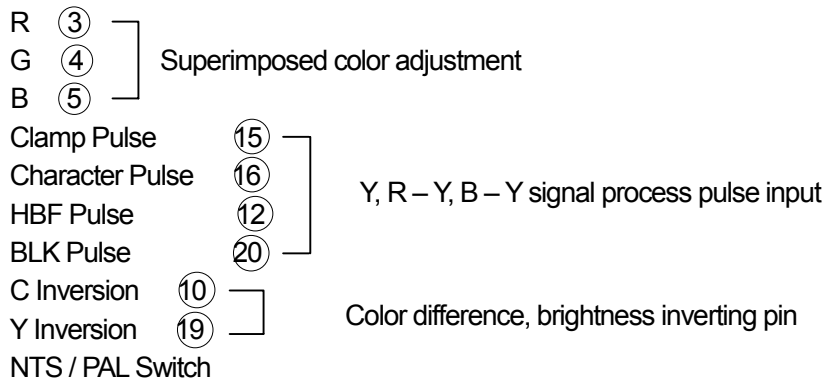 R ③
G ④ Superimposed color adjustment
B ⑤
Clamp Pulse ⑮
Character Pulse ⑯
Y, R – Y, B – Y signal process pulse input
HBF Pulse ⑫
BLK Pulse ⑳
C Inversion ⑩
Color difference, brightness inverting pin
Y Inversion ⑲
NTS / PAL Switch